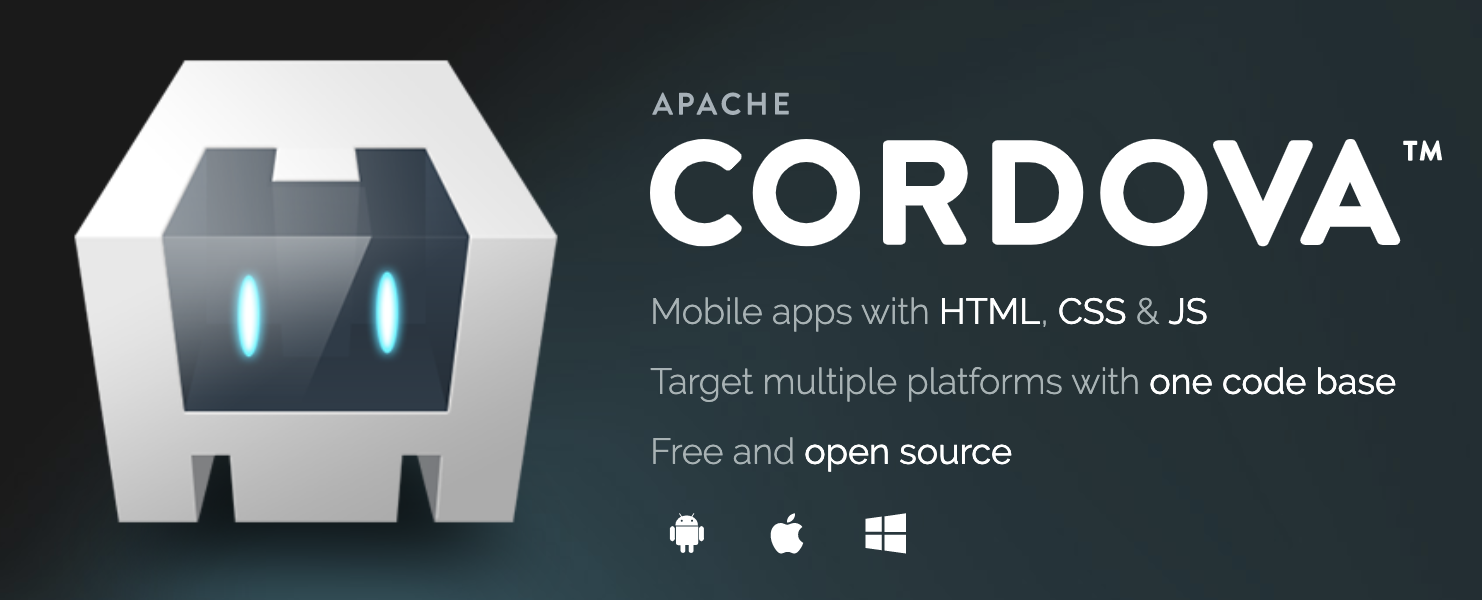 APACHE
CORDOVA™
Mobile apps with HTML, CSS & JS
Target multiple platforms with one code base
Free and open source